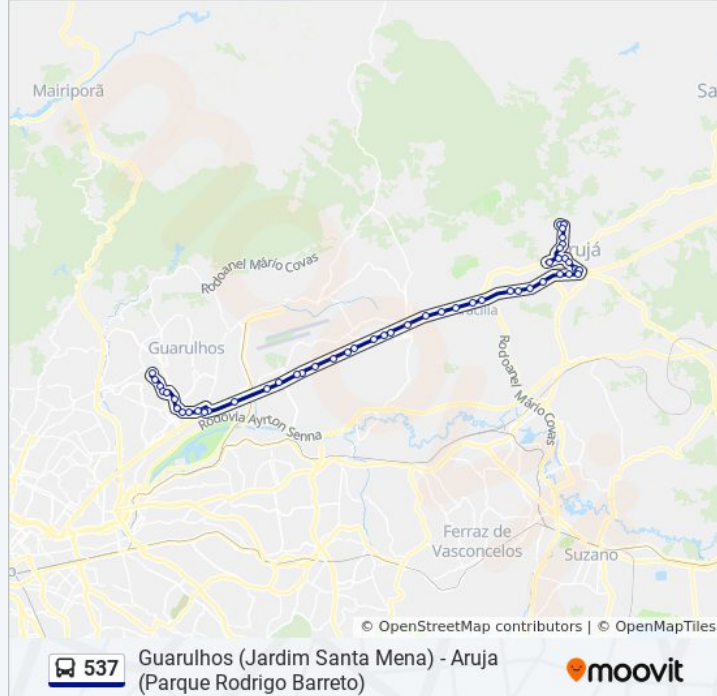 Mairiporã
Sa
Rodoanel Mário Covas
rujá
Guarulhos
Rodovia Ayrton Senna
Rodoanel Mário Covas
Ferraz de
Vasconcelos
Suzano
© OpenStreetMap contributors | © OpenMapTiles
537
Guarulhos (Jardim Santa Mena) - Aruja
(Parque Rodrigo Barreto)
moovit